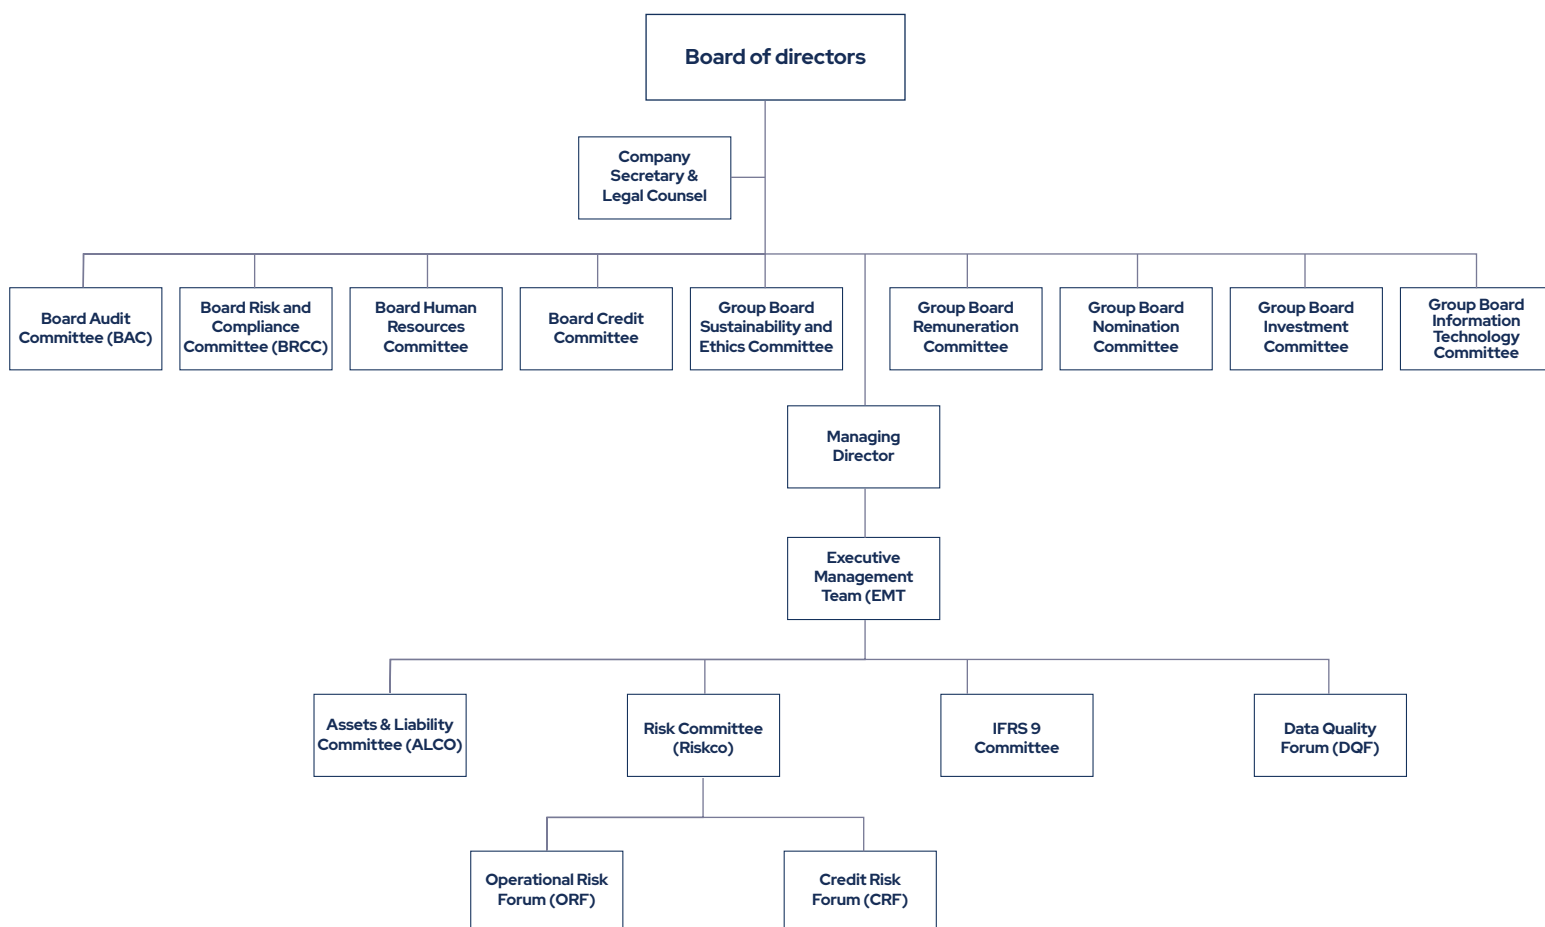 Board of directors
Company
Secretary &
Legal Counsel
Board Audit
Committee (BAC)
Board Risk and
Compliance
Committee (BRCC)
Board Human
Resources
Committee
Board Credit
Committee
Group Board
Sustainability and
Ethics Committee
Group Board
Remuneration
Committee
Group Board
Nomination
Committee
Group Board
Investment
Committee
Group Board
Information
Technology
Committee
Managing
Director
Executive
Management
Team (EMT
Assets & Liability
Committee (ALCO)
Risk Committee
(Riskco)
IFRS 9
Committee
Data Quality
Forum (DQF)
Operational Risk
Forum (ORF)
Credit Risk
Forum (CRF)